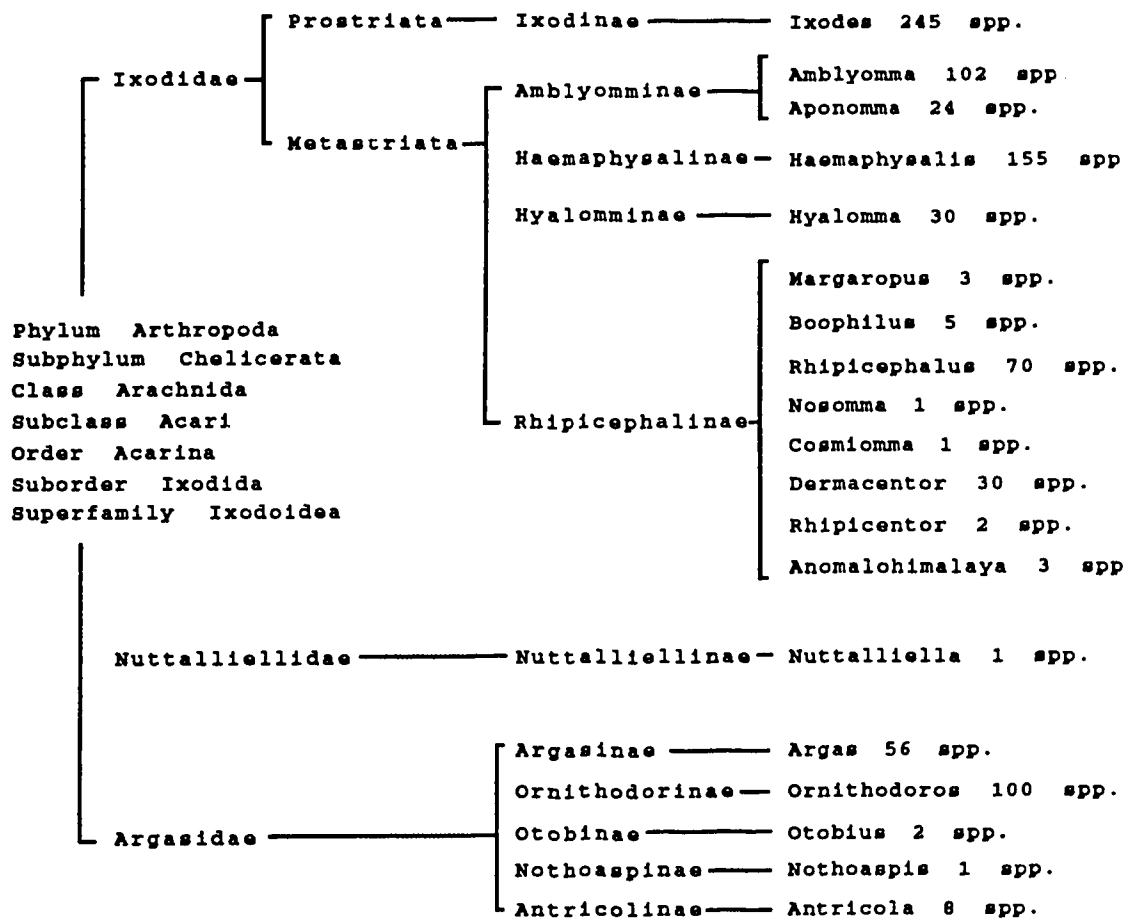 Prostriata Ixodinae Ixodes 245 spp.
Ixodidae
Amblyomminae Amblyomma 102 spp
Aponomma 24 spp.
Metastriata
Haemaphysalinae Haemaphysalis 155 spp
Hyalomminae Hyalomma 30 spp.
Margaropus 3 spp.
Boophilus 5 spp.
Rhipicephalus 70 spp.
Nosomma 1 spp.
Rhipicephalinae
Cosmiomma 1 spp.
Dermacentor 30 spp.
Rhipicentor 2 spp.
Anomalohimalaya 3 spp
Phylum Arthropoda
Subphylum Chelicerata
Class Arachnida
Subclass Acari
Order Acarina
Suborder Ixodida
Superfamily Ixodoidea
Nuttalliellidae Nuttalliellinae Nuttalliella 1 spp.
Argasinae Argas 56 spp.
Ornithodorinae Ornithodoros 100 spp.
Argasidae Otobinae Otobius 2 spp.
Nothoaspinae Nothoaspis 1 spp.
Antricolinae Antricola 8 spp.